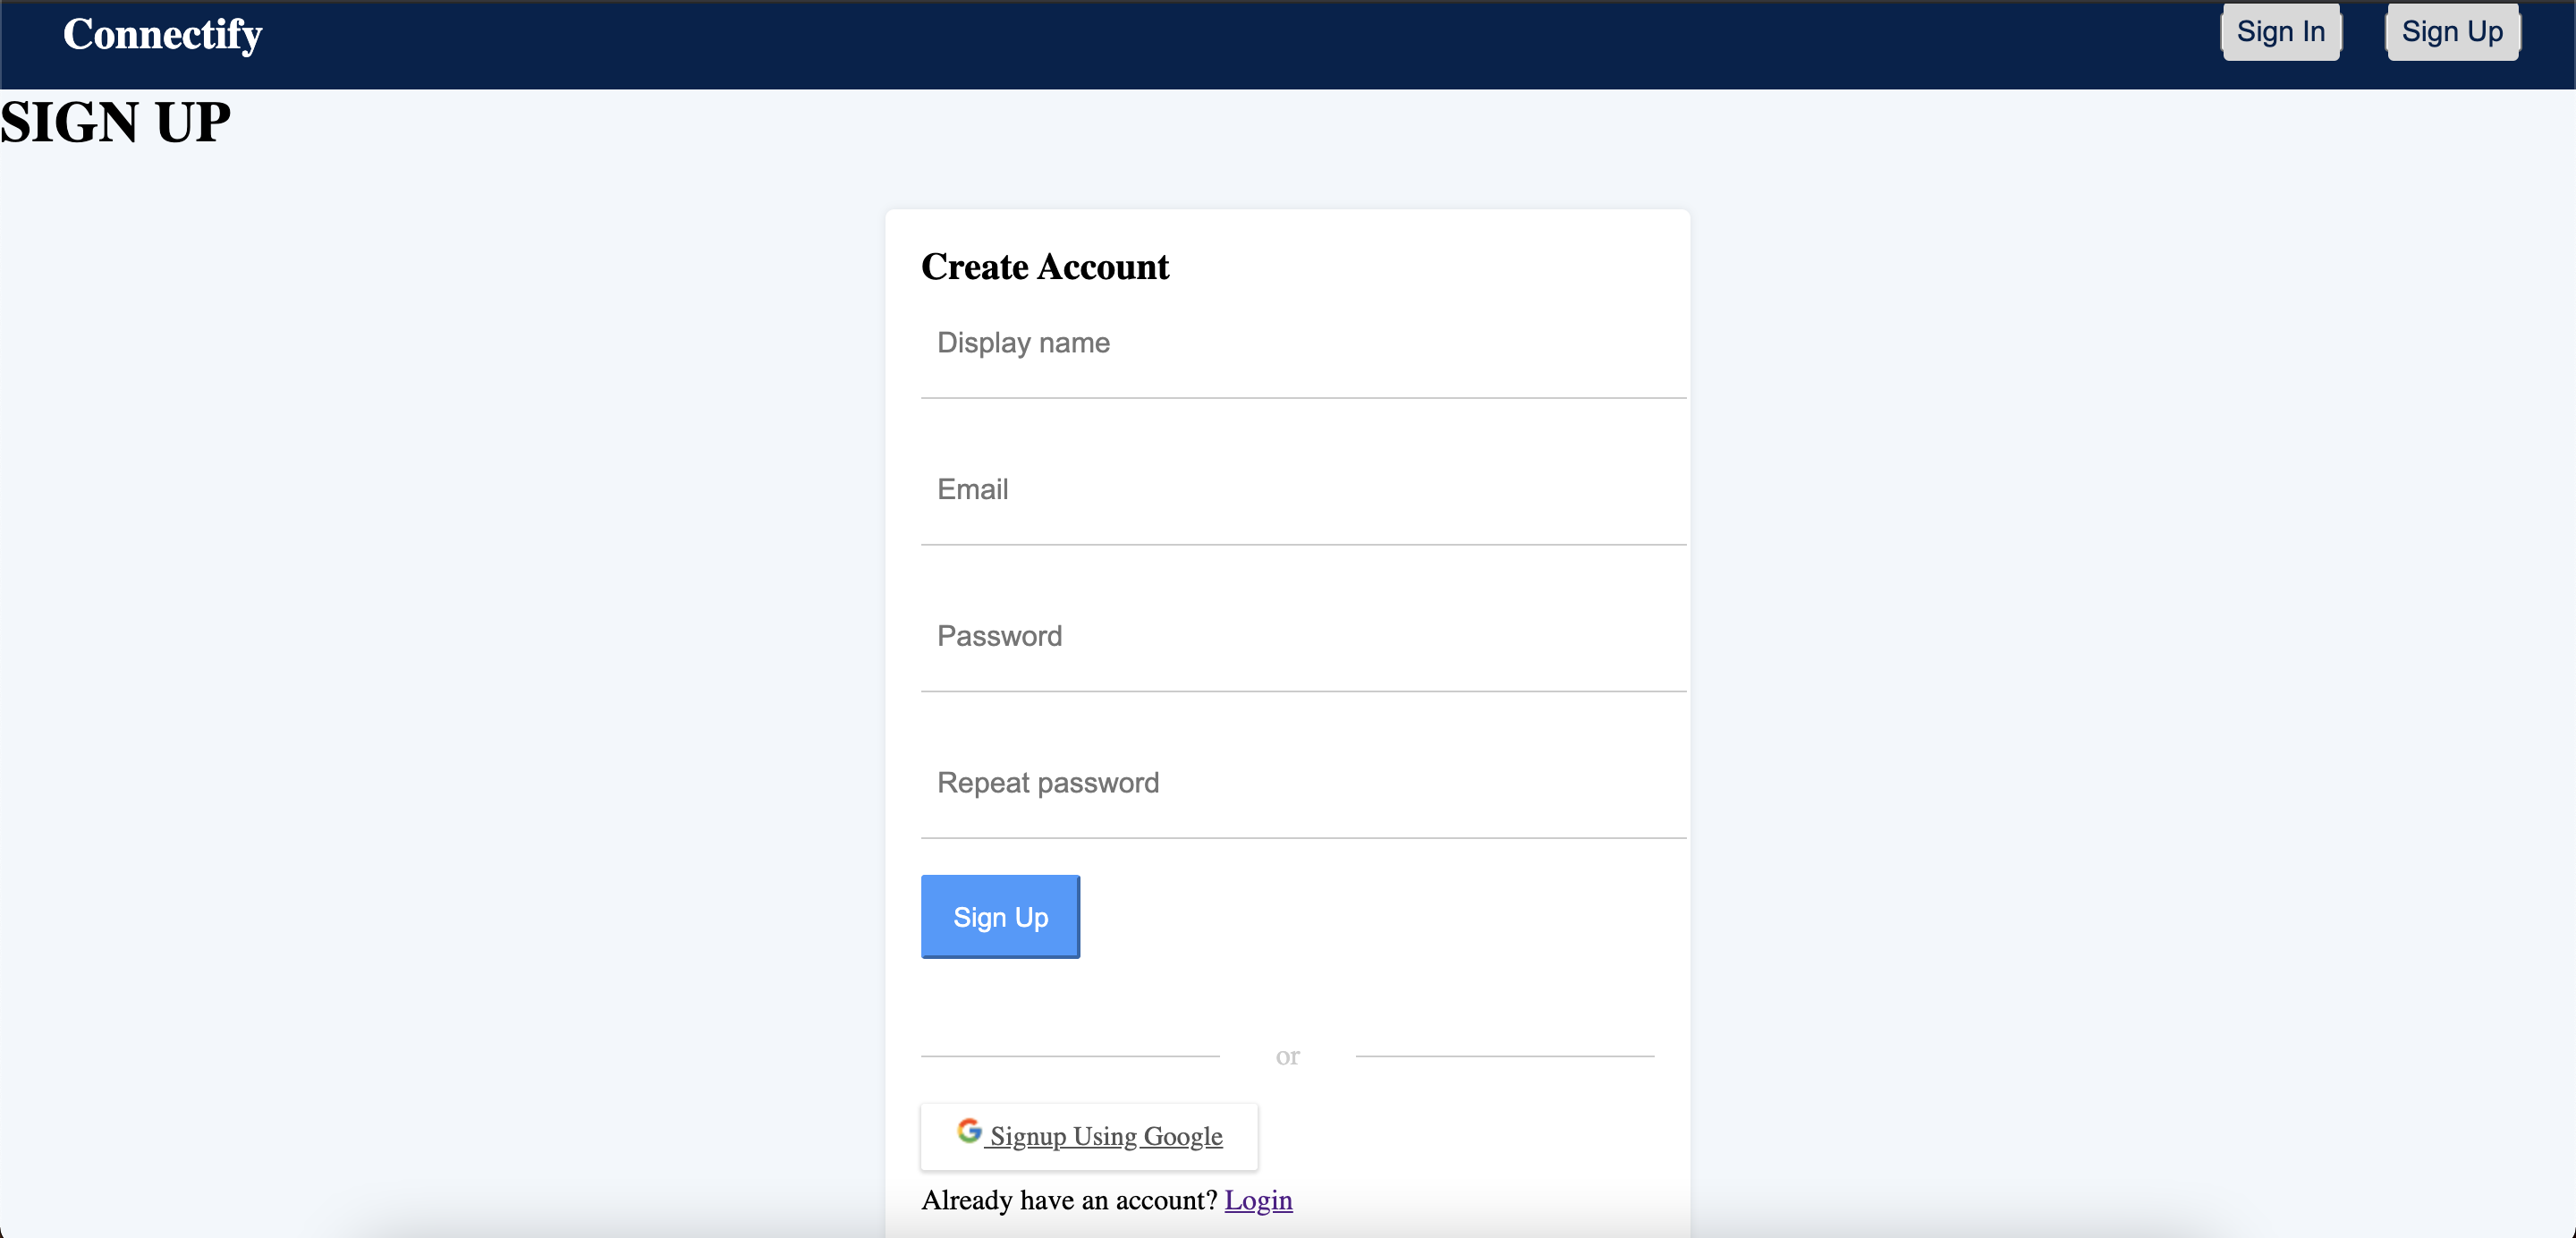 Connectify
Sign In
Sign Up
SIGN UP
Create Account
Display name
Email
Password
Repeat password
Sign Up
or
Signup Using Google
Already have an account? Login